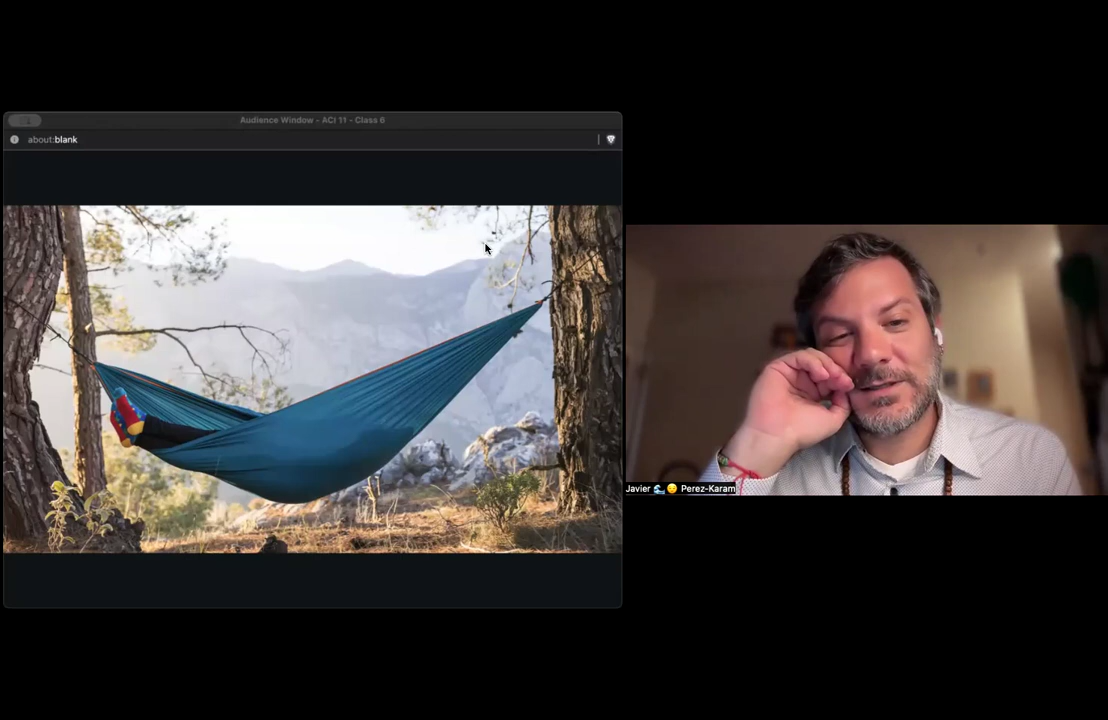 Audience Window - ACI 11 - Class 6
about:blank
Javier 🌊 😌 Perez-Karam